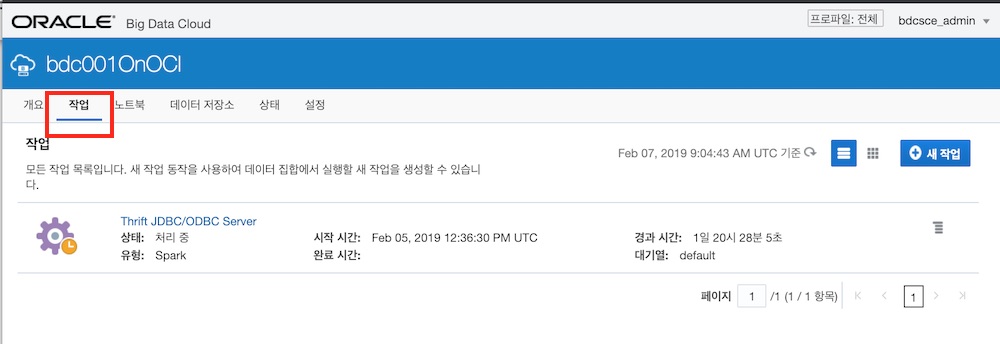 ORACLE® Big Data Cloud 프로파일: 전체 bdcsce_admin
bdc001OnOCI
개요 작업 노트북 데이터 저장소 상태 설정
작업
Feb 07, 2019 9:04:43 AM UTC 기준 새 작업
모든 작업 목록입니다. 새 작업 동작을 사용하여 데이터 집합에서 실행할 새 작업을 생성할 수 있습니
다.
Thrift JDBC/ODBC Server
상태: 처리 중 시작 시간: Feb 05, 2019 12:36:30 PM UTC 경과 시간: 1일 20시 28분 5초
유형: Spark 완료 시간: 대기열: default
페이지 1 /1 (1 / 1 항목) 1